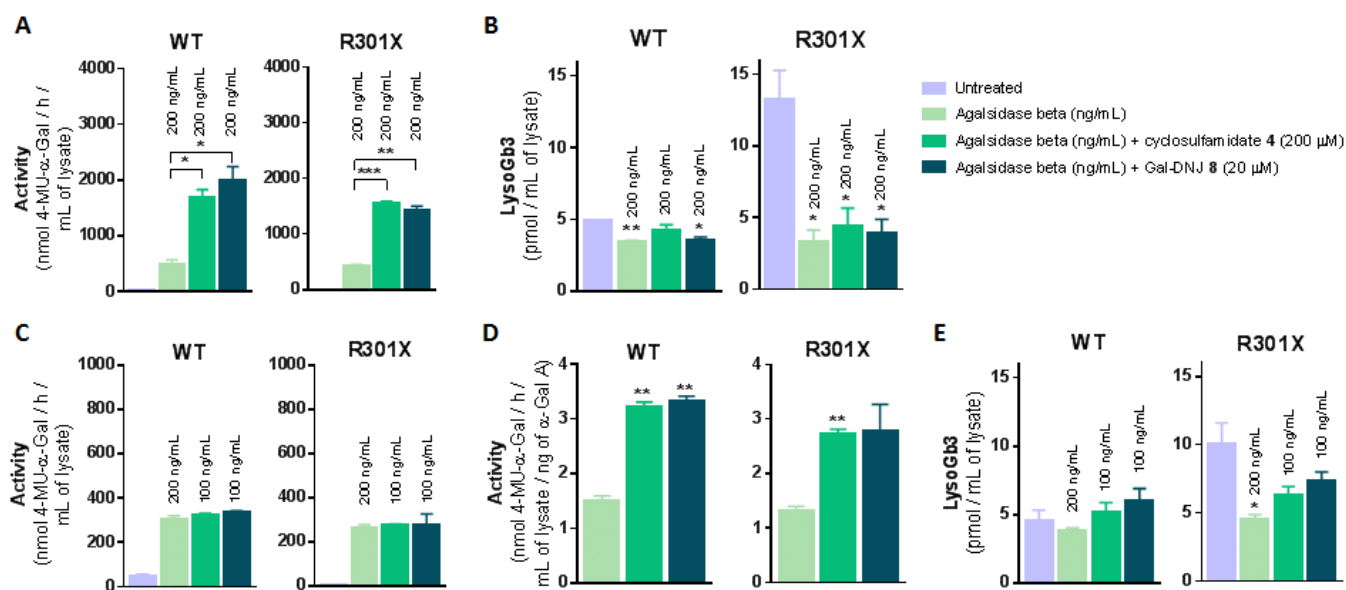 A
WT
R301X
Activity
(nmol 4-MU-α-Gal / h /
mL of lysate)
4000
3000
2000
1000
0
200 ng/mL
200 ng/mL
200 ng/mL
*
*
4000
3000
2000
1000
0
200 ng/mL
200 ng/mL
200 ng/mL
**
***
B
WT
R301X
LysoGb3
(pmol / mL of lysate)
15
10
5
0
** 200 ng/mL
200 ng/mL
* 200 ng/mL
15
10
5
0
* 200 ng/mL
* 200 ng/mL
* 200 ng/mL
Untreated
Agalsidase beta (ng/mL)
Agalsidase beta (ng/mL) + cyclosulfamidate 4 (200 µM)
Agalsidase beta (ng/mL) + Gal-DNJ 8 (20 µM)
C
WT
R301X
Activity
(nmol 4-MU-α-Gal / h /
mL of lysate)
1000
800
600
400
200
0
200 ng/mL
100 ng/mL
100 ng/mL
1000
800
600
400
200
0
200 ng/mL
100 ng/mL
100 ng/mL
D
WT
R301X
Activity
(nmol 4-MU-α-Gal / h /
mL of lysate / ng of α-Gal A)
4
3
2
1
0
**
**
4
3
2
1
0
**
E
WT
R301X
LysoGb3
(pmol / mL of lysate)
15
10
5
0
200 ng/mL
100 ng/mL
100 ng/mL
15
10
5
0
* 200 ng/mL
100 ng/mL
100 ng/mL